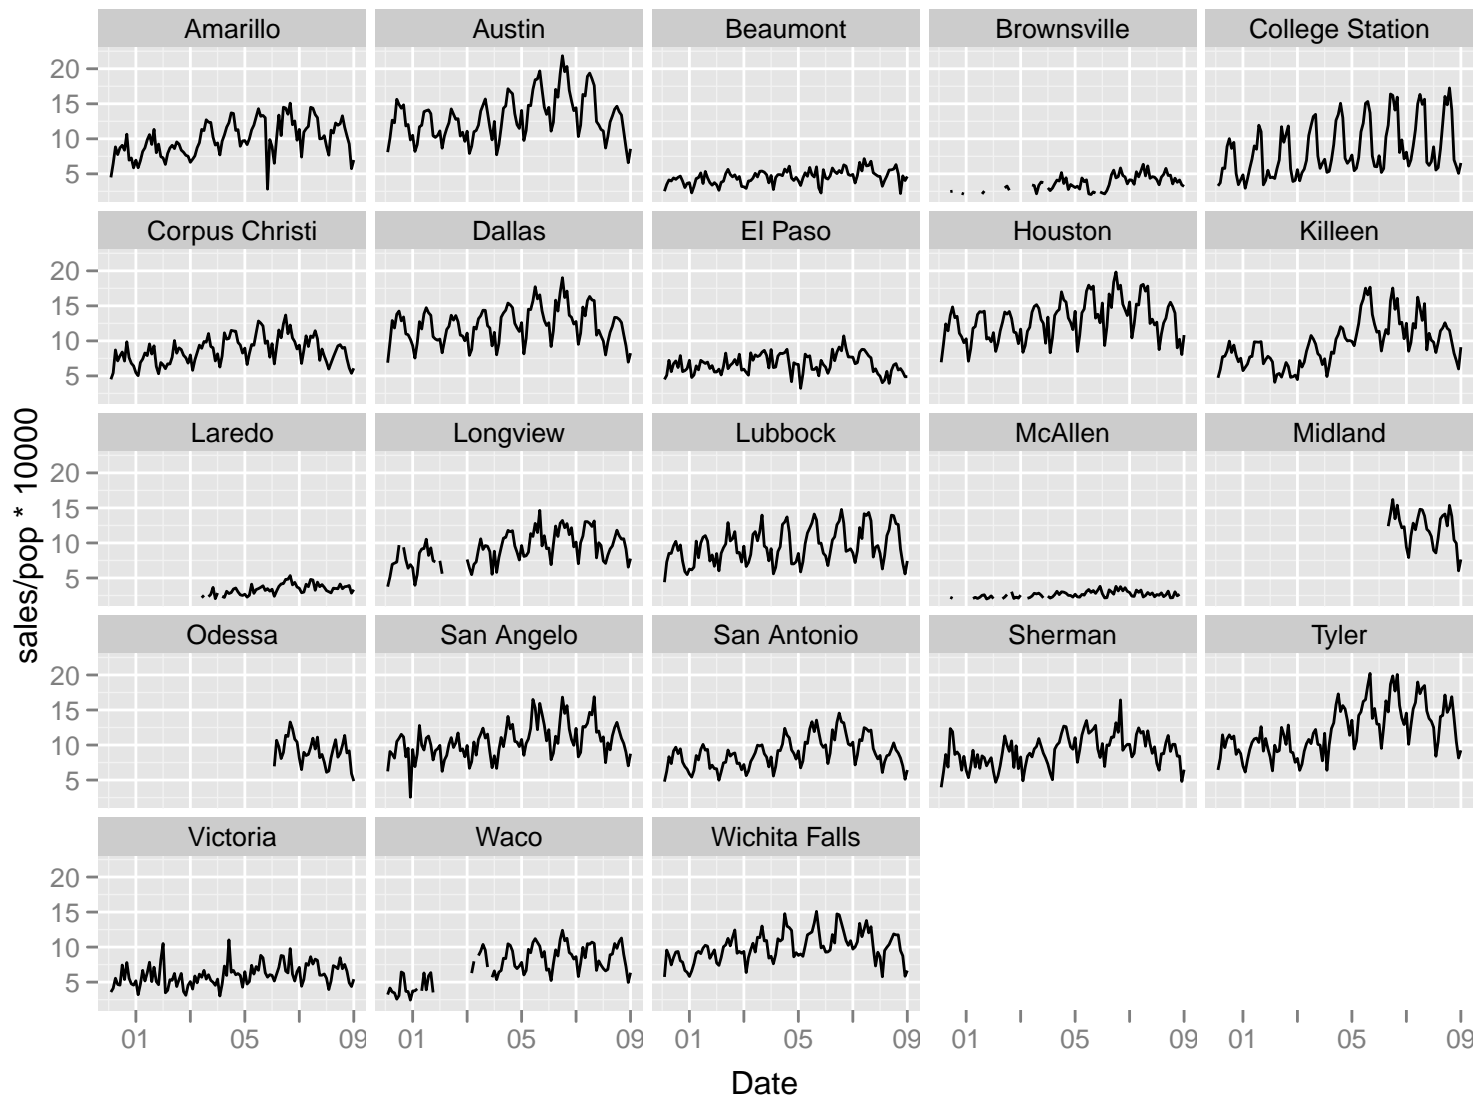 Amarillo Austin Beaumont Brownsville College Station
20
15
10
5
Corpus Christi Dallas El Paso Houston Killeen
20
15
10
5
Laredo Longview Lubbock McAllen Midland
20
15
10
5
Odessa San Angelo San Antonio Sherman Tyler
20
15
10
5
Victoria Waco Wichita Falls
20
15
10
5
01 05 09 01 05 09 01 05 09 01 05 09 01 05 09
Date
sales/pop * 10000